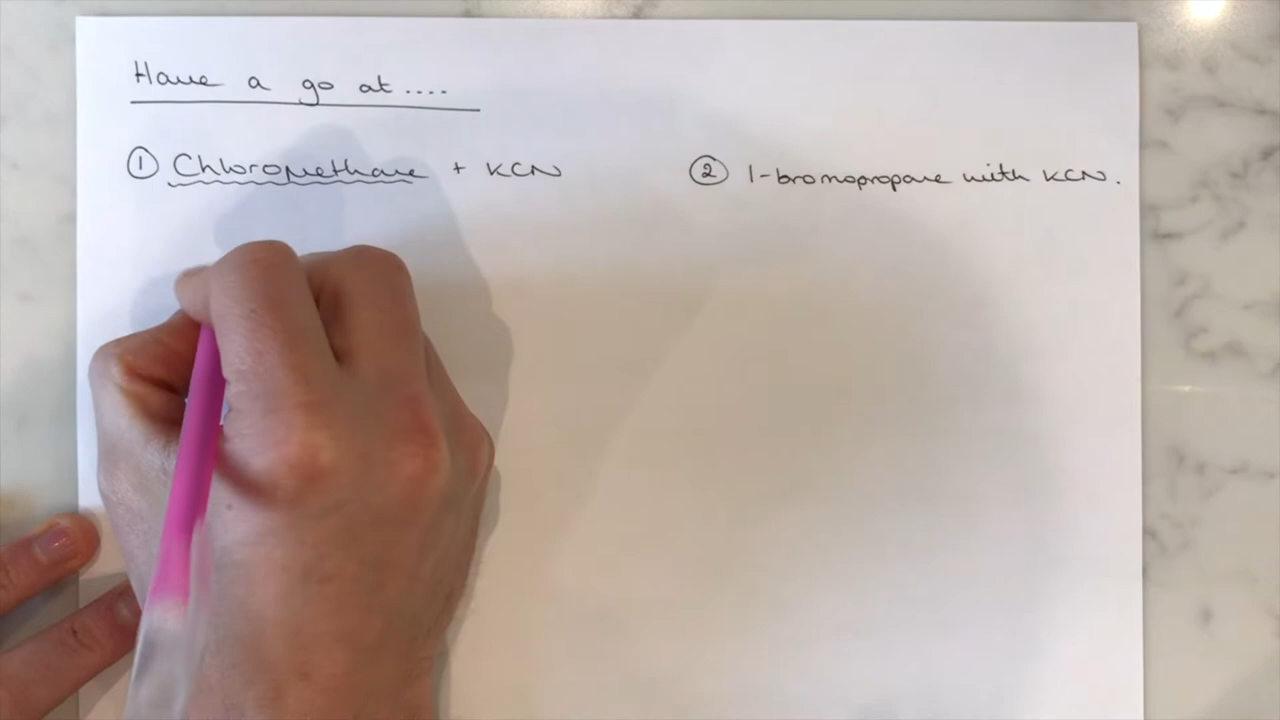 Have a go at....
① Chloromethane + KCN
② 1-bromopropane with KCN.